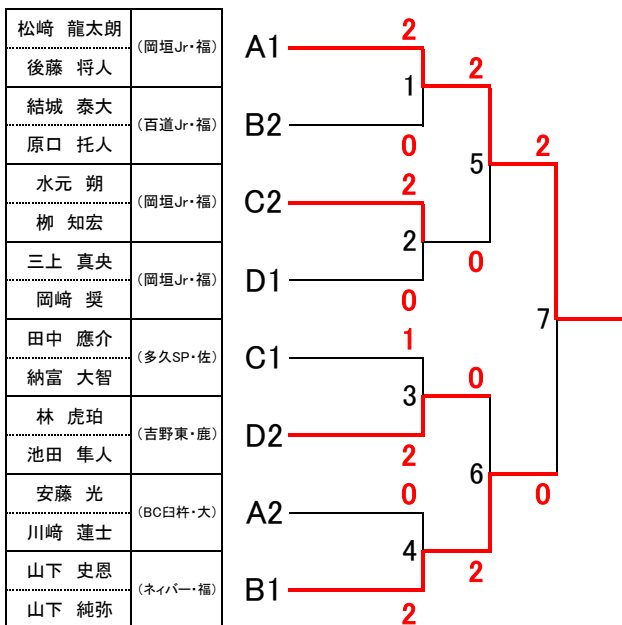 松﨑 龍太朗
後藤 将人
(岡垣Jr・福)
A1
結城 泰大
原口 托人
(百道Jr・福)
B2
水元 朔
栁 知宏
(岡垣Jr・福)
C2
三上 真央
岡﨑 奨
(岡垣Jr・福)
D1
田中 應介
納富 大智
(多久SP・佐)
C1
林 虎珀
池田 隼人
(吉野東・鹿)
D2
安藤 光
川﨑 蓮士
(BC臼杵・大)
A2
山下 史恩
山下 純弥
(ネィバー・福)
B1
2
1
0
2
2
0
1
3
2
0
4
2
2
5
0
0
6
2
2
7
0